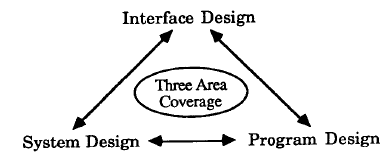 Interface Design
Three Area
Coverage
System Design
Program Design